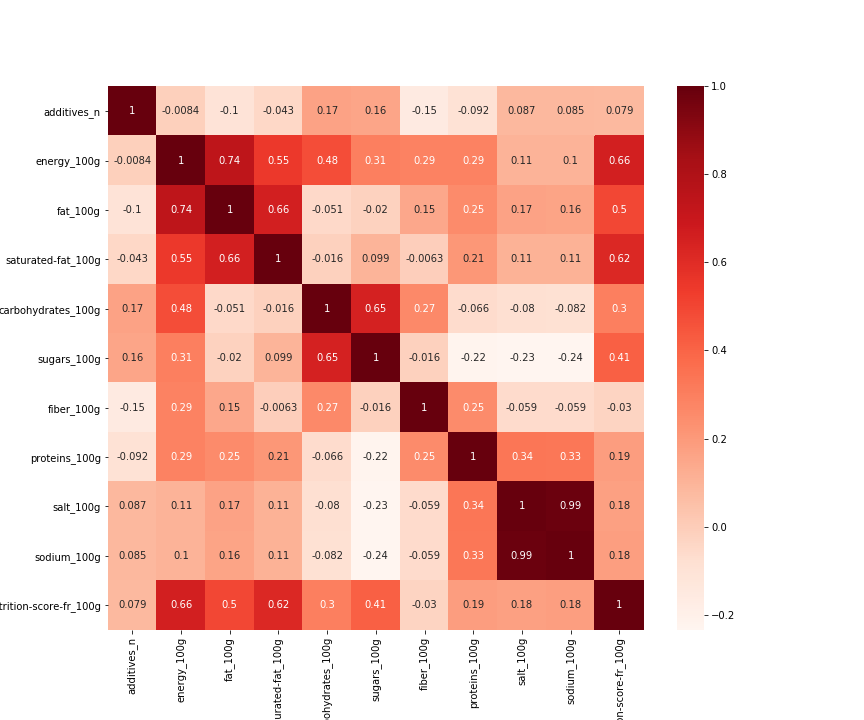 additives_n 1 -0.0084 -0.1 -0.043 0.17 0.16 -0.15 -0.092 0.087 0.085 0.079
energy_100g -0.0084 1 0.74 0.55 0.48 0.31 0.29 0.29 0.11 0.1 0.66
fat_100g -0.1 0.74 1 0.66 -0.051 -0.02 0.15 0.25 0.17 0.16 0.5
saturated-fat_100g -0.043 0.55 0.66 1 -0.016 0.099 -0.0063 0.21 0.11 0.11 0.62
carbohydrates_100g 0.17 0.48 -0.051 -0.016 1 0.65 0.27 -0.066 -0.08 -0.082 0.3
sugars_100g 0.16 0.31 -0.02 0.099 0.65 1 -0.016 -0.22 -0.23 -0.24 0.41
fiber_100g -0.15 0.29 0.15 -0.0063 0.27 -0.016 1 0.25 -0.059 -0.059 -0.03
proteins_100g -0.092 0.29 0.25 0.21 -0.066 -0.22 0.25 1 0.34 0.33 0.19
salt_100g 0.087 0.11 0.17 0.11 -0.08 -0.23 -0.059 0.34 1 0.99 0.18
sodium_100g 0.085 0.1 0.16 0.11 -0.082 -0.24 -0.059 0.33 0.99 1 0.18
trition-score-fr_100g 0.079 0.66 0.5 0.62 0.3 0.41 -0.03 0.19 0.18 0.18 1
additives_n
energy_100g
fat_100g
urated-fat_100g
ohydrates_100g
sugars_100g
fiber_100g
proteins_100g
salt_100g
sodium_100g
on-score-fr_100g
1.0
0.8
0.6
0.4
0.2
0.0
−0.2